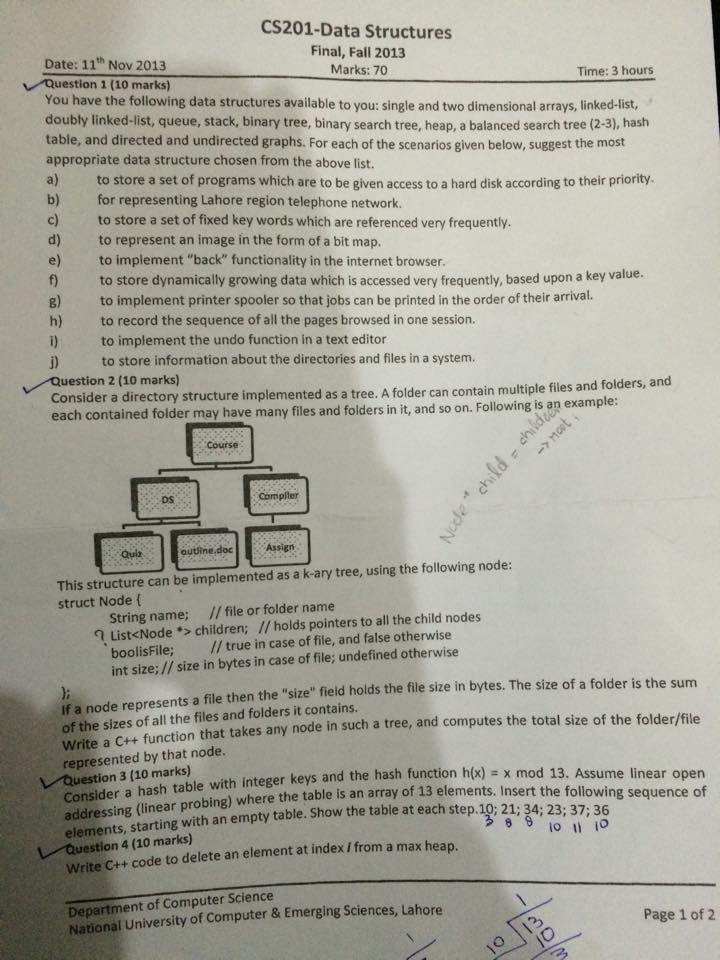 CS201-Data Structures
Final, Fall 2013
Date: 11th Nov 2013
Marks: 70
Time: 3 hours
Question 1 (10 marks)
You have the following data structures available to you: single and two dimensional arrays, linked-list,
doubly linked-list, queue, stack, binary tree, binary search tree, heap, a balanced search tree (2-3), hash
table, and directed and undirected graphs. For each of the scenarios given below, suggest the most
appropriate data structure chosen from the above list.
a) to store a set of programs which are to be given access to a hard disk according to their priority.
b) for representing Lahore region telephone network.
c) to store a set of fixed key words which are referenced very frequently.
d) to represent an image in the form of a bit map.
e) to implement "back" functionality in the internet browser.
f) to store dynamically growing data which is accessed very frequently, based upon a key value.
g) to implement printer spooler so that jobs can be printed in the order of their arrival.
h) to record the sequence of all the pages browsed in one session.
i) to implement the undo function in a text editor
j) to store information about the directories and files in a system.
Question 2 (10 marks)
Consider a directory structure implemented as a tree. A folder can contain multiple files and folders, and
each contained folder may have many files and folders in it, and so on. Following is an example:
Node * child = children
Course
DS
Compiler
Quiz
outline.doc
Assign
This structure can be implemented as a k-ary tree, using the following node:
struct Node {
String name; // file or folder name
? List<Node *> children; // holds pointers to all the child nodes
boolisFile; // true in case of file, and false otherwise
int size; // size in bytes in case of file; undefined otherwise
};
If a node represents a file then the "size" field holds the file size in bytes. The size of a folder is the sum
of the sizes of all the files and folders it contains.
Write a C++ function that takes any node in such a tree, and computes the total size of the folder/file
represented by that node.
Question 3 (10 marks)
Consider a hash table with integer keys and the hash function h(x) = x mod 13. Assume linear open
addressing (linear probing) where the table is an array of 13 elements. Insert the following sequence of
elements, starting with an empty table. Show the table at each step.10; 21; 34; 23; 37; 36
3 8 8 10 11 10
Question 4 (10 marks)
Write C++ code to delete an element at index i from a max heap.
Department of Computer Science
National University of Computer & Emerging Sciences, Lahore
Page 1 of 2
1
10 13
10
3